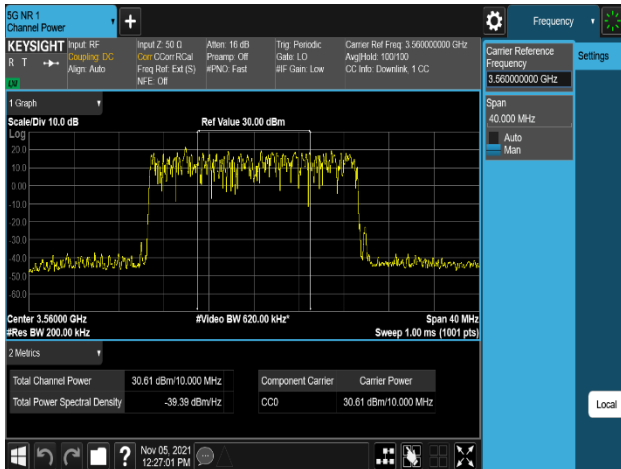 5G NR 1
Channel Power
Frequency
KEYSIGHT
R T
Input: RF
Coupling: DC
Align: Auto
Input Z: 50 Ω
Corr CCorr RCal
Freq Ref: Ext (S)
NFE: Off
Atten: 16 dB
Preamp: Off
#PNO: Fast
Trig: Periodic
Gate: LO
#IF Gain: Low
Carrier Ref Freq: 3.560000000 GHz
Avg|Hold: 100/100
CC Info: Downlink, 1 CC
Carrier Reference
Frequency
3.560000000 GHz
Settings
Span
40.000 MHz
Auto
Man
1 Graph
Scale/Div 10.0 dB
Ref Value 30.00 dBm
Log
20.0
10.0
0.00
-10.0
-20.0
-30.0
-40.0
-50.0
-60.0
Center 3.56000 GHz
#Video BW 620.00 kHz*
Span 40 MHz
#Res BW 200.00 kHz
Sweep 1.00 ms (1001 pts)
2 Metrics
Total Channel Power 30.61 dBm/10.000 MHz
Total Power Spectral Density -39.39 dBm/Hz
Component Carrier Carrier Power
CC0 30.61 dBm/10.000 MHz
Local
?
Nov 05, 2021
12:27:01 PM